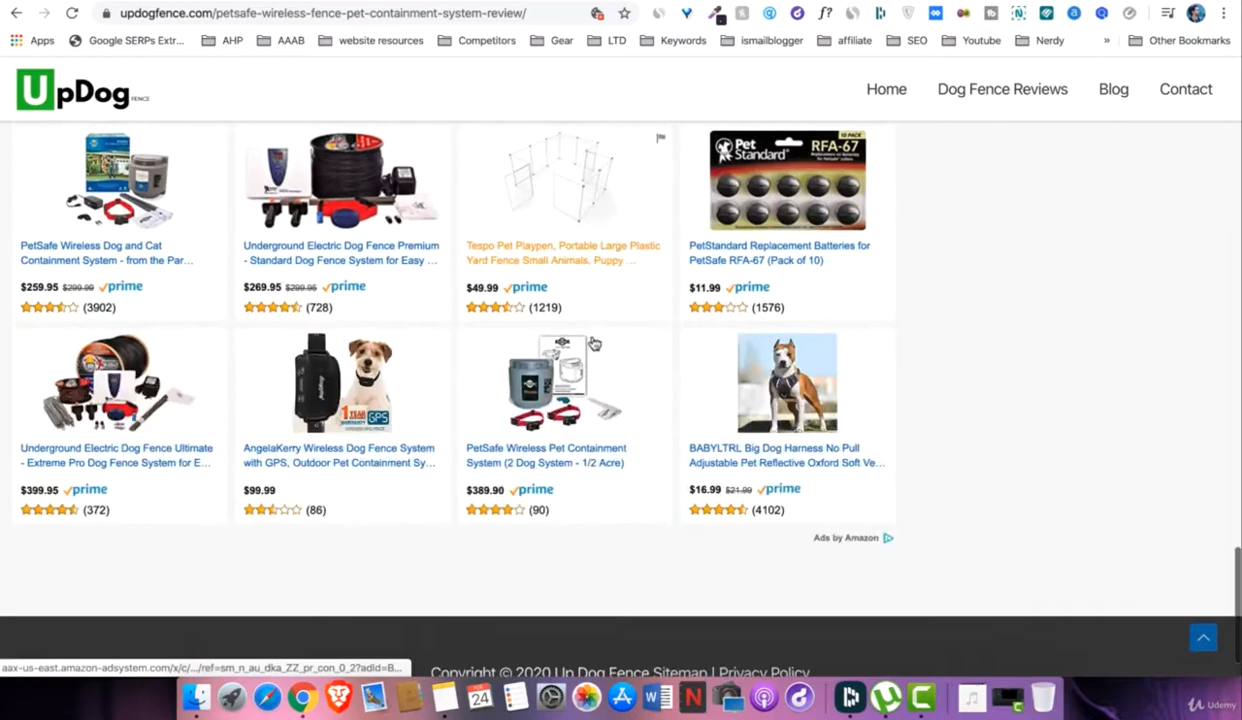 updogfence.com/petsafe-wireless-fence-pet-containment-system-review/
Apps Google SERPs Extr... AHP AAAB website resources Competitors Gear LTD Keywords ismailblogger affiliate SEO Youtube Nerdy » Other Bookmarks
UpDog FENCE Home Dog Fence Reviews Blog Contact
Pet Standard RFA-67
PetSafe Wireless Dog and Cat
Containment System - from the Par...
$259.95 $299.99 prime
(3902)
Underground Electric Dog Fence Premium
- Standard Dog Fence System for Easy ...
$269.95 $299.95 prime
(728)
Tespo Pet Playpen, Portable Large Plastic
Yard Fence Small Animals, Puppy ...
$49.99 prime
(1219)
PetStandard Replacement Batteries for
PetSafe RFA-67 (Pack of 10)
$11.99 prime
(1576)
1 YEAR
GPS
Underground Electric Dog Fence Ultimate
- Extreme Pro Dog Fence System for E...
$399.95 prime
(372)
AngelaKerry Wireless Dog Fence System
with GPS, Outdoor Pet Containment Sy...
$99.99
(86)
PetSafe Wireless Pet Containment
System (2 Dog System - 1/2 Acre)
$389.90 prime
(90)
BABYLTRL Big Dog Harness No Pull
Adjustable Pet Reflective Oxford Soft Ve...
$16.99 $21.99 prime
(4102)
Ads by Amazon
aax-us-east.amazon-adsystem.com/x/c/.../ref=sm_n_au_dka_ZZ_pr_con_0_2?adId=B...
Copyright © 2020 Up Dog Fence Sitemap | Privacy Policy
24
Udemy